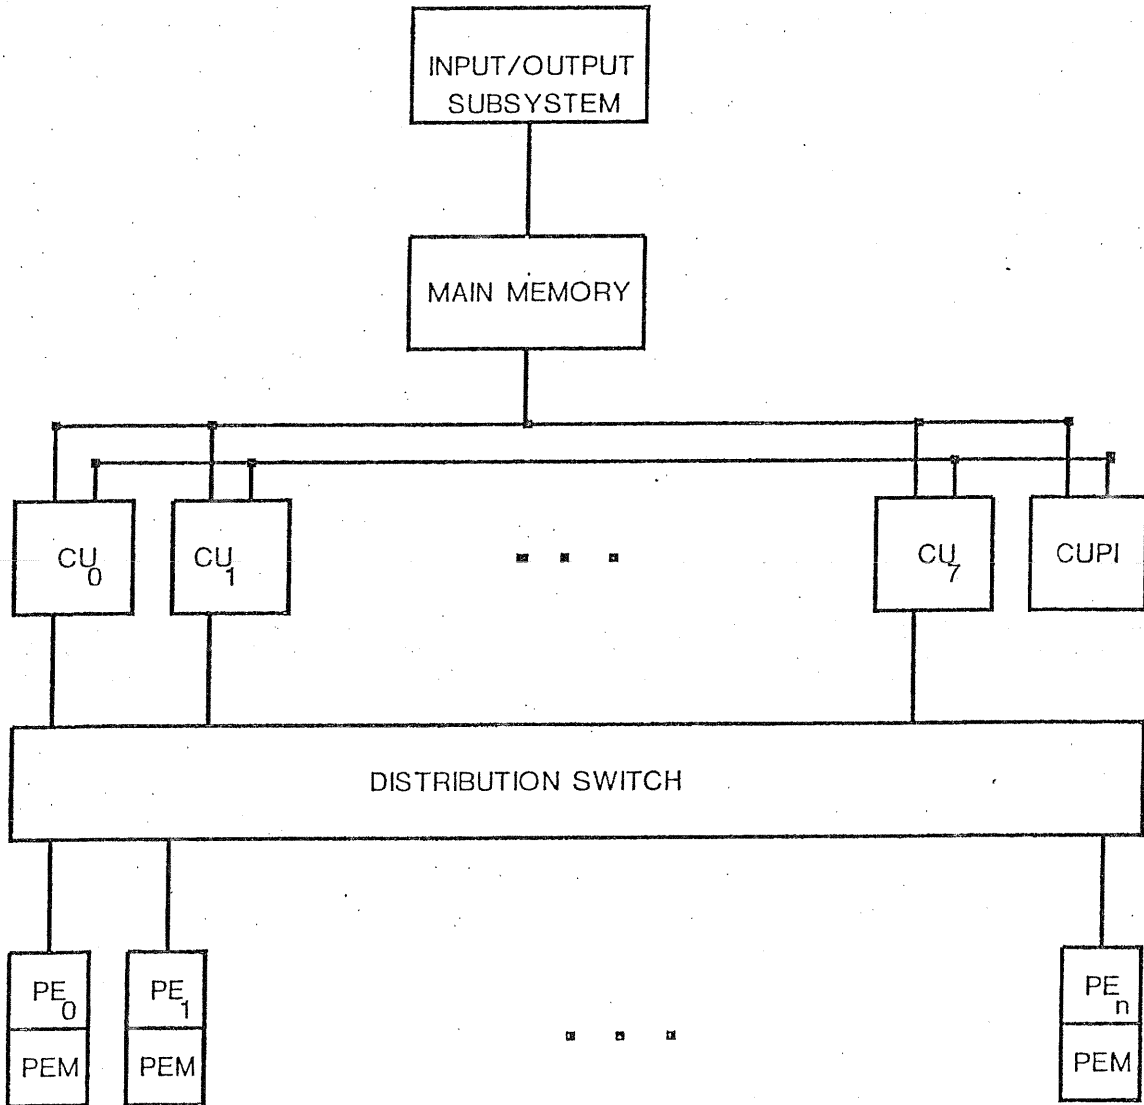 INPUT/OUTPUT
SUBSYSTEM
MAIN MEMORY
CU0
CU1
. . .
CU7
CUPI
DISTRIBUTION SWITCH
PE0
PE1
. . .
PEn
PEM
PEM
PEM